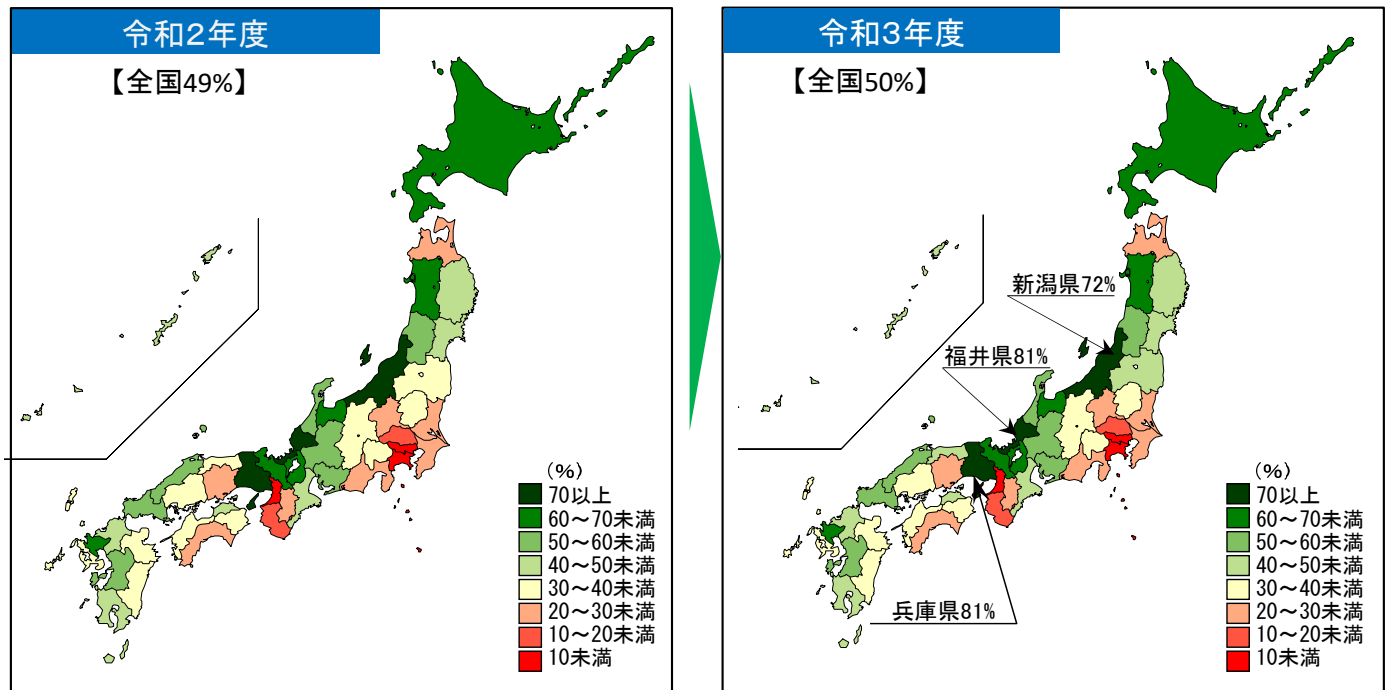 令和2年度
【全国49%】
(%)
70以上
60～70未満
50～60未満
40～50未満
30～40未満
20～30未満
10～20未満
10未満
令和3年度
【全国50%】
新潟県72%
福井県81%
兵庫県81%
(%)
70以上
60～70未満
50～60未満
40～50未満
30～40未満
20～30未満
10～20未満
10未満